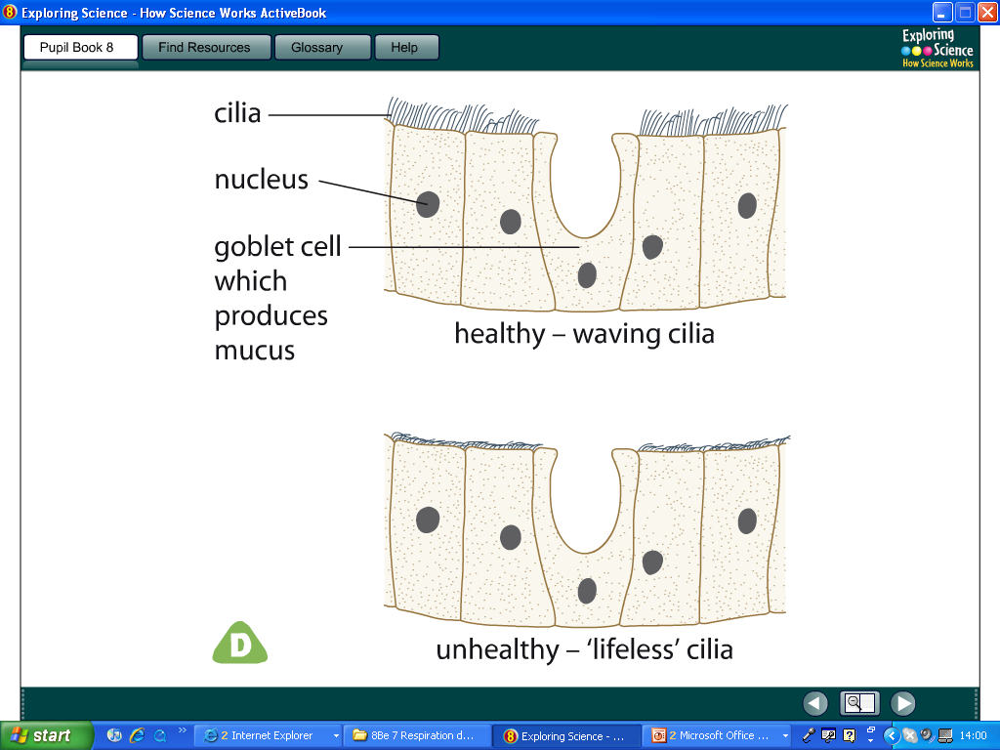 8 Exploring Science - How Science Works ActiveBook
Pupil Book 8
Find Resources
Glossary
Help
Exploring
Science
How Science Works
cilia
nucleus
goblet cell
which
produces
mucus
healthy – waving cilia
D
unhealthy – ‘lifeless’ cilia
start
2 Internet Explorer
8Be 7 Respiration d...
8 Exploring Science - ...
2 Microsoft Office ...
14:00